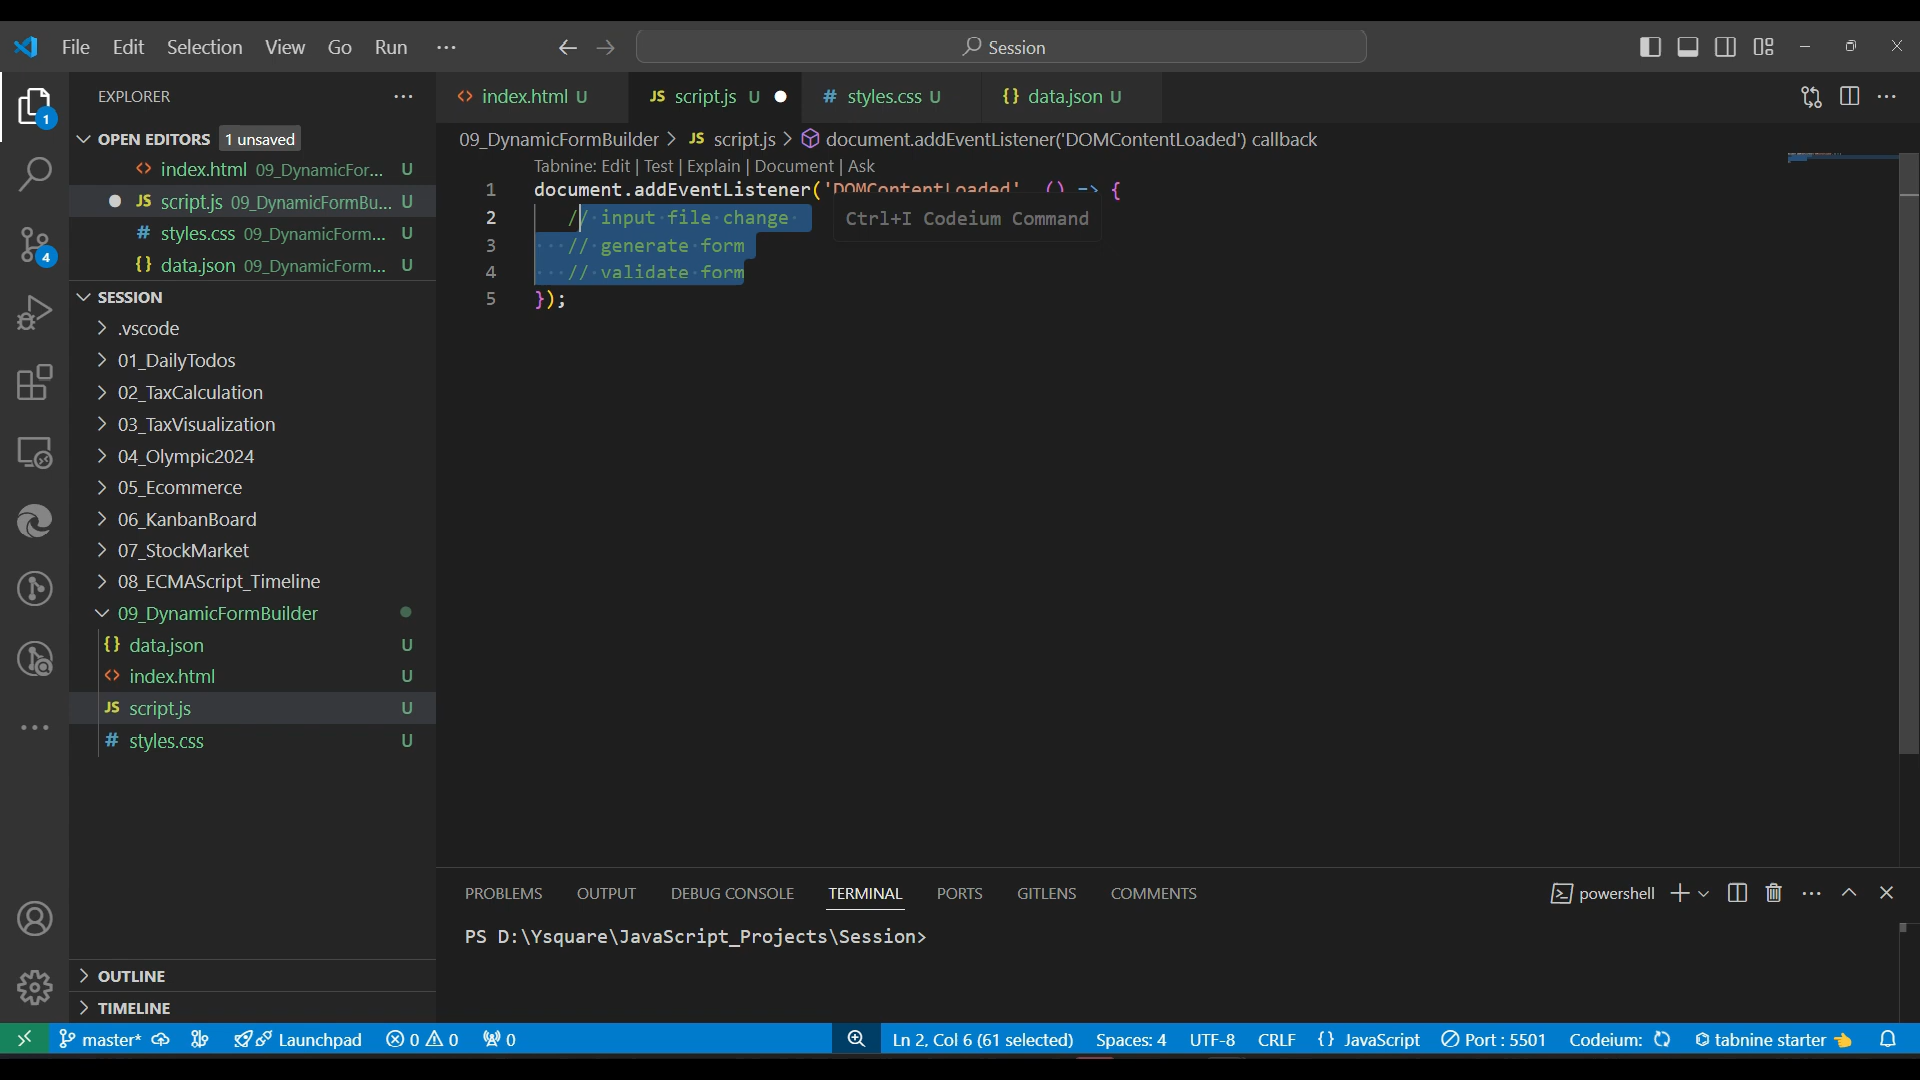 File Edit Selection View Go Run ···
Session
EXPLORER ···
OPEN EDITORS 1 unsaved
<> index.html 09_DynamicFor... U
JS script.js 09_DynamicFormBu... U
# styles.css 09_DynamicForm... U
{} data.json 09_DynamicForm... U
SESSION
.vscode
01_DailyTodos
02_TaxCalculation
03_TaxVisualization
04_Olympic2024
05_Ecommerce
06_KanbanBoard
07_StockMarket
08_ECMAScript_Timeline
09_DynamicFormBuilder
{} data.json U
<> index.html U
JS script.js U
# styles.css U
OUTLINE
TIMELINE
1
4
<> index.html U JS script.js U # styles.css U {} data.json U
09_DynamicFormBuilder > JS script.js > document.addEventListener('DOMContentLoaded') callback
Tabnine: Edit | Test | Explain | Document | Ask
1 document.addEventListener('DOMContentLoaded', () => {
2 // input file change Ctrl+I Codeium Command
3 // generate form
4 // validate form
5 });
PROBLEMS OUTPUT DEBUG CONSOLE TERMINAL PORTS GITLENS COMMENTS powershell
PS D:\Ysquare\JavaScript_Projects\Session>
master* Launchpad 0 0 0 Ln 2, Col 6 (61 selected) Spaces: 4 UTF-8 CRLF {} JavaScript Port : 5501 Codeium: tabnine starter